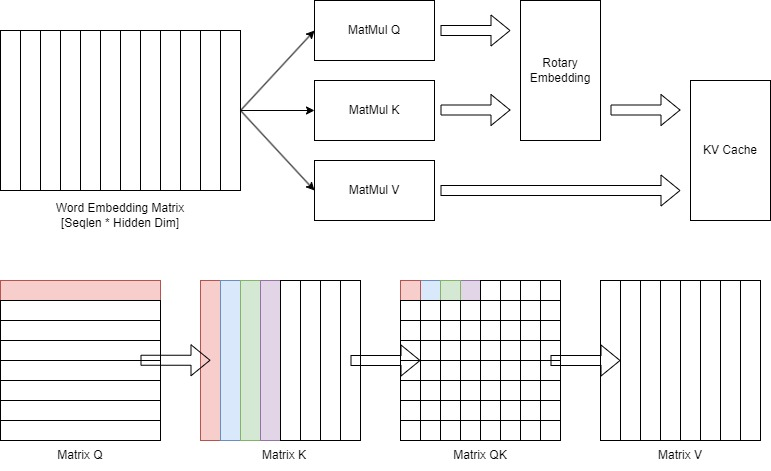 MatMul Q
MatMul K
MatMul V
Rotary
Embedding
KV Cache
Word Embedding Matrix
[Seqlen * Hidden Dim]
Matrix Q
Matrix K
Matrix QK
Matrix V